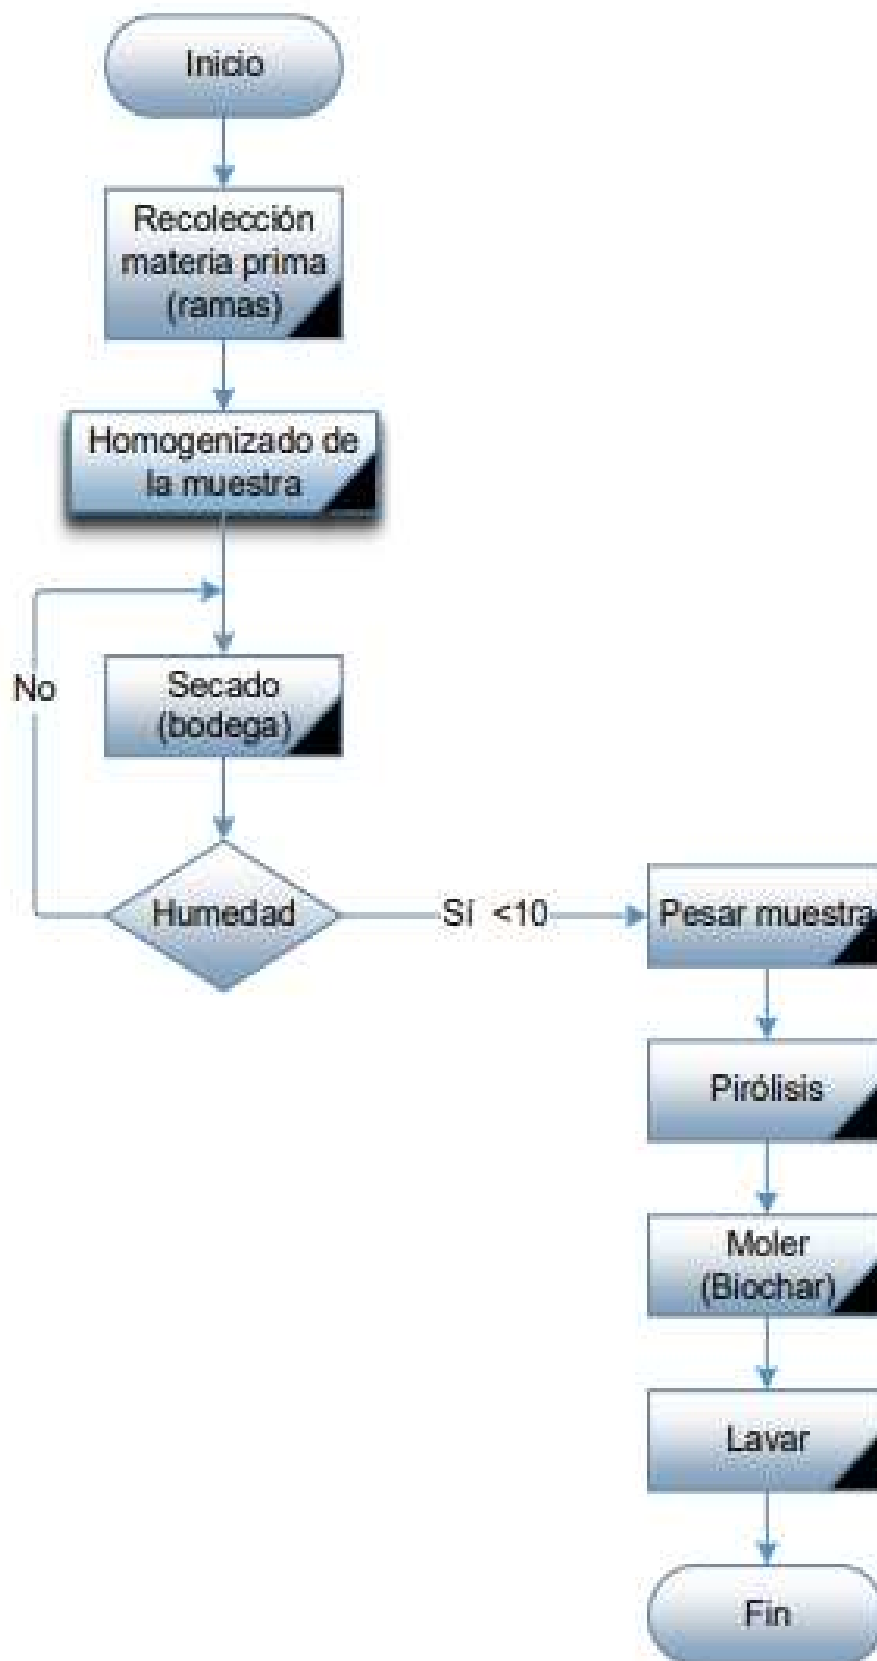 Inicio
Recolección
materia prima
(ramas)
Homogenizado de
la muestra
No
Secado
(bodega)
Humedad
Sí <10
Pesar muestra
Pirólisis
Moler
(Biochar)
Lavar
Fin